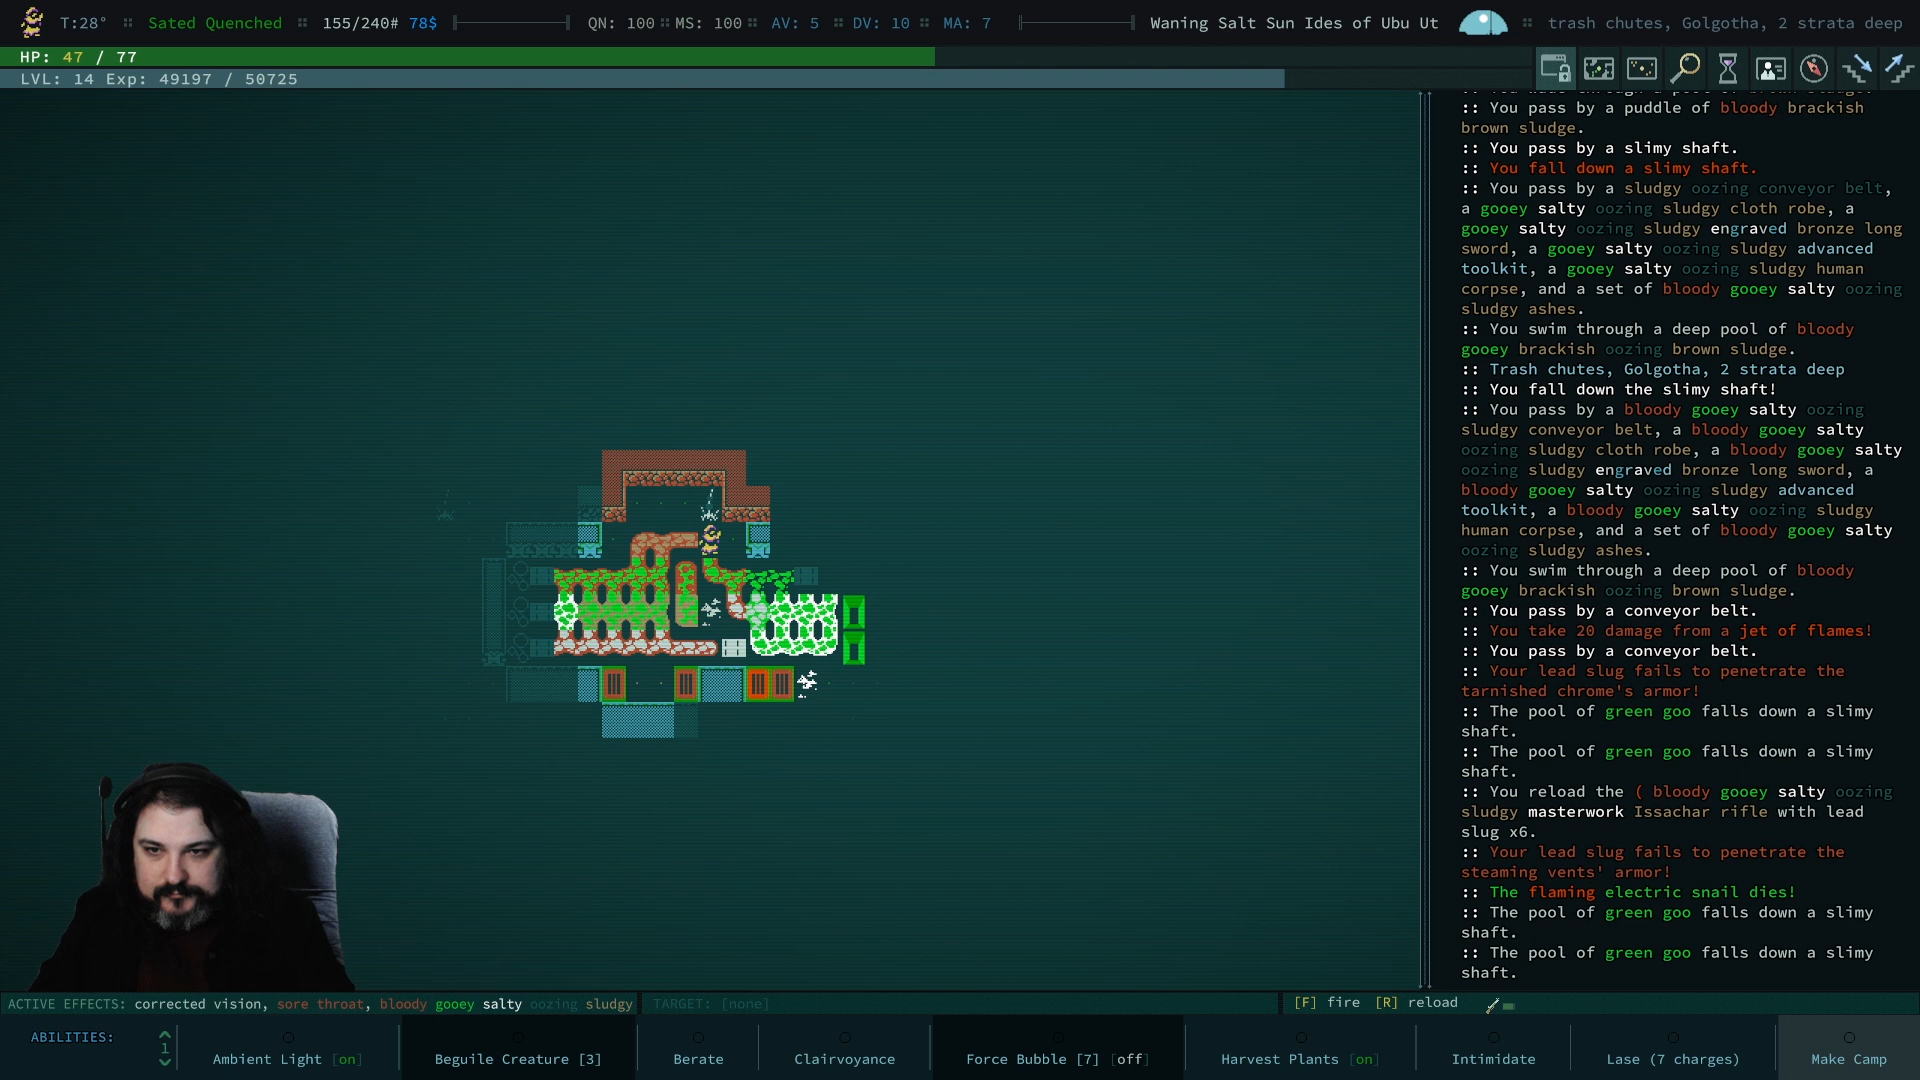 T:28° Sated Quenched 155/240# 78$ QN: 100 MS: 100 AV: 5 DV: 10 MA: 7 Waning Salt Sun Ides of Ubu Ut trash chutes, Golgotha, 2 strata deep
HP: 47 / 77
LVL: 14 Exp: 49197 / 50725
:: You pass by a puddle of bloody brackish
brown sludge.
:: You pass by a slimy shaft.
:: You fall down a slimy shaft.
:: You pass by a sludgy oozing conveyor belt,
a gooey salty oozing sludgy cloth robe, a
gooey salty oozing sludgy engraved bronze long
sword, a gooey salty oozing sludgy advanced
toolkit, a gooey salty oozing sludgy human
corpse, and a set of bloody gooey salty oozing
sludgy ashes.
:: You swim through a deep pool of bloody
gooey brackish oozing brown sludge.
:: Trash chutes, Golgotha, 2 strata deep
:: You fall down the slimy shaft!
:: You pass by a bloody gooey salty oozing
sludgy conveyor belt, a bloody gooey salty
oozing sludgy cloth robe, a bloody gooey salty
oozing sludgy engraved bronze long sword, a
bloody gooey salty oozing sludgy advanced
toolkit, a bloody gooey salty oozing sludgy
human corpse, and a set of bloody gooey salty
oozing sludgy ashes.
:: You swim through a deep pool of bloody
gooey brackish oozing brown sludge.
:: You pass by a conveyor belt.
:: You take 20 damage from a jet of flames!
:: You pass by a conveyor belt.
:: Your lead slug fails to penetrate the
tarnished chrome's armor!
:: The pool of green goo falls down a slimy
shaft.
:: The pool of green goo falls down a slimy
shaft.
:: You reload the ( bloody gooey salty oozing
sludgy masterwork Issachar rifle with lead
slug x6.
:: Your lead slug fails to penetrate the
steaming vents' armor!
:: The flaming electric snail dies!
:: The pool of green goo falls down a slimy
shaft.
:: The pool of green goo falls down a slimy
shaft.
ACTIVE EFFECTS: corrected vision, sore throat, bloody gooey salty oozing sludgy TARGET: [none] [F] fire [R] reload
ABILITIES: 1 Ambient Light [on] Beguile Creature [3] Berate Clairvoyance Force Bubble [7] [off] Harvest Plants [on] Intimidate Lase (7 charges) Make Camp